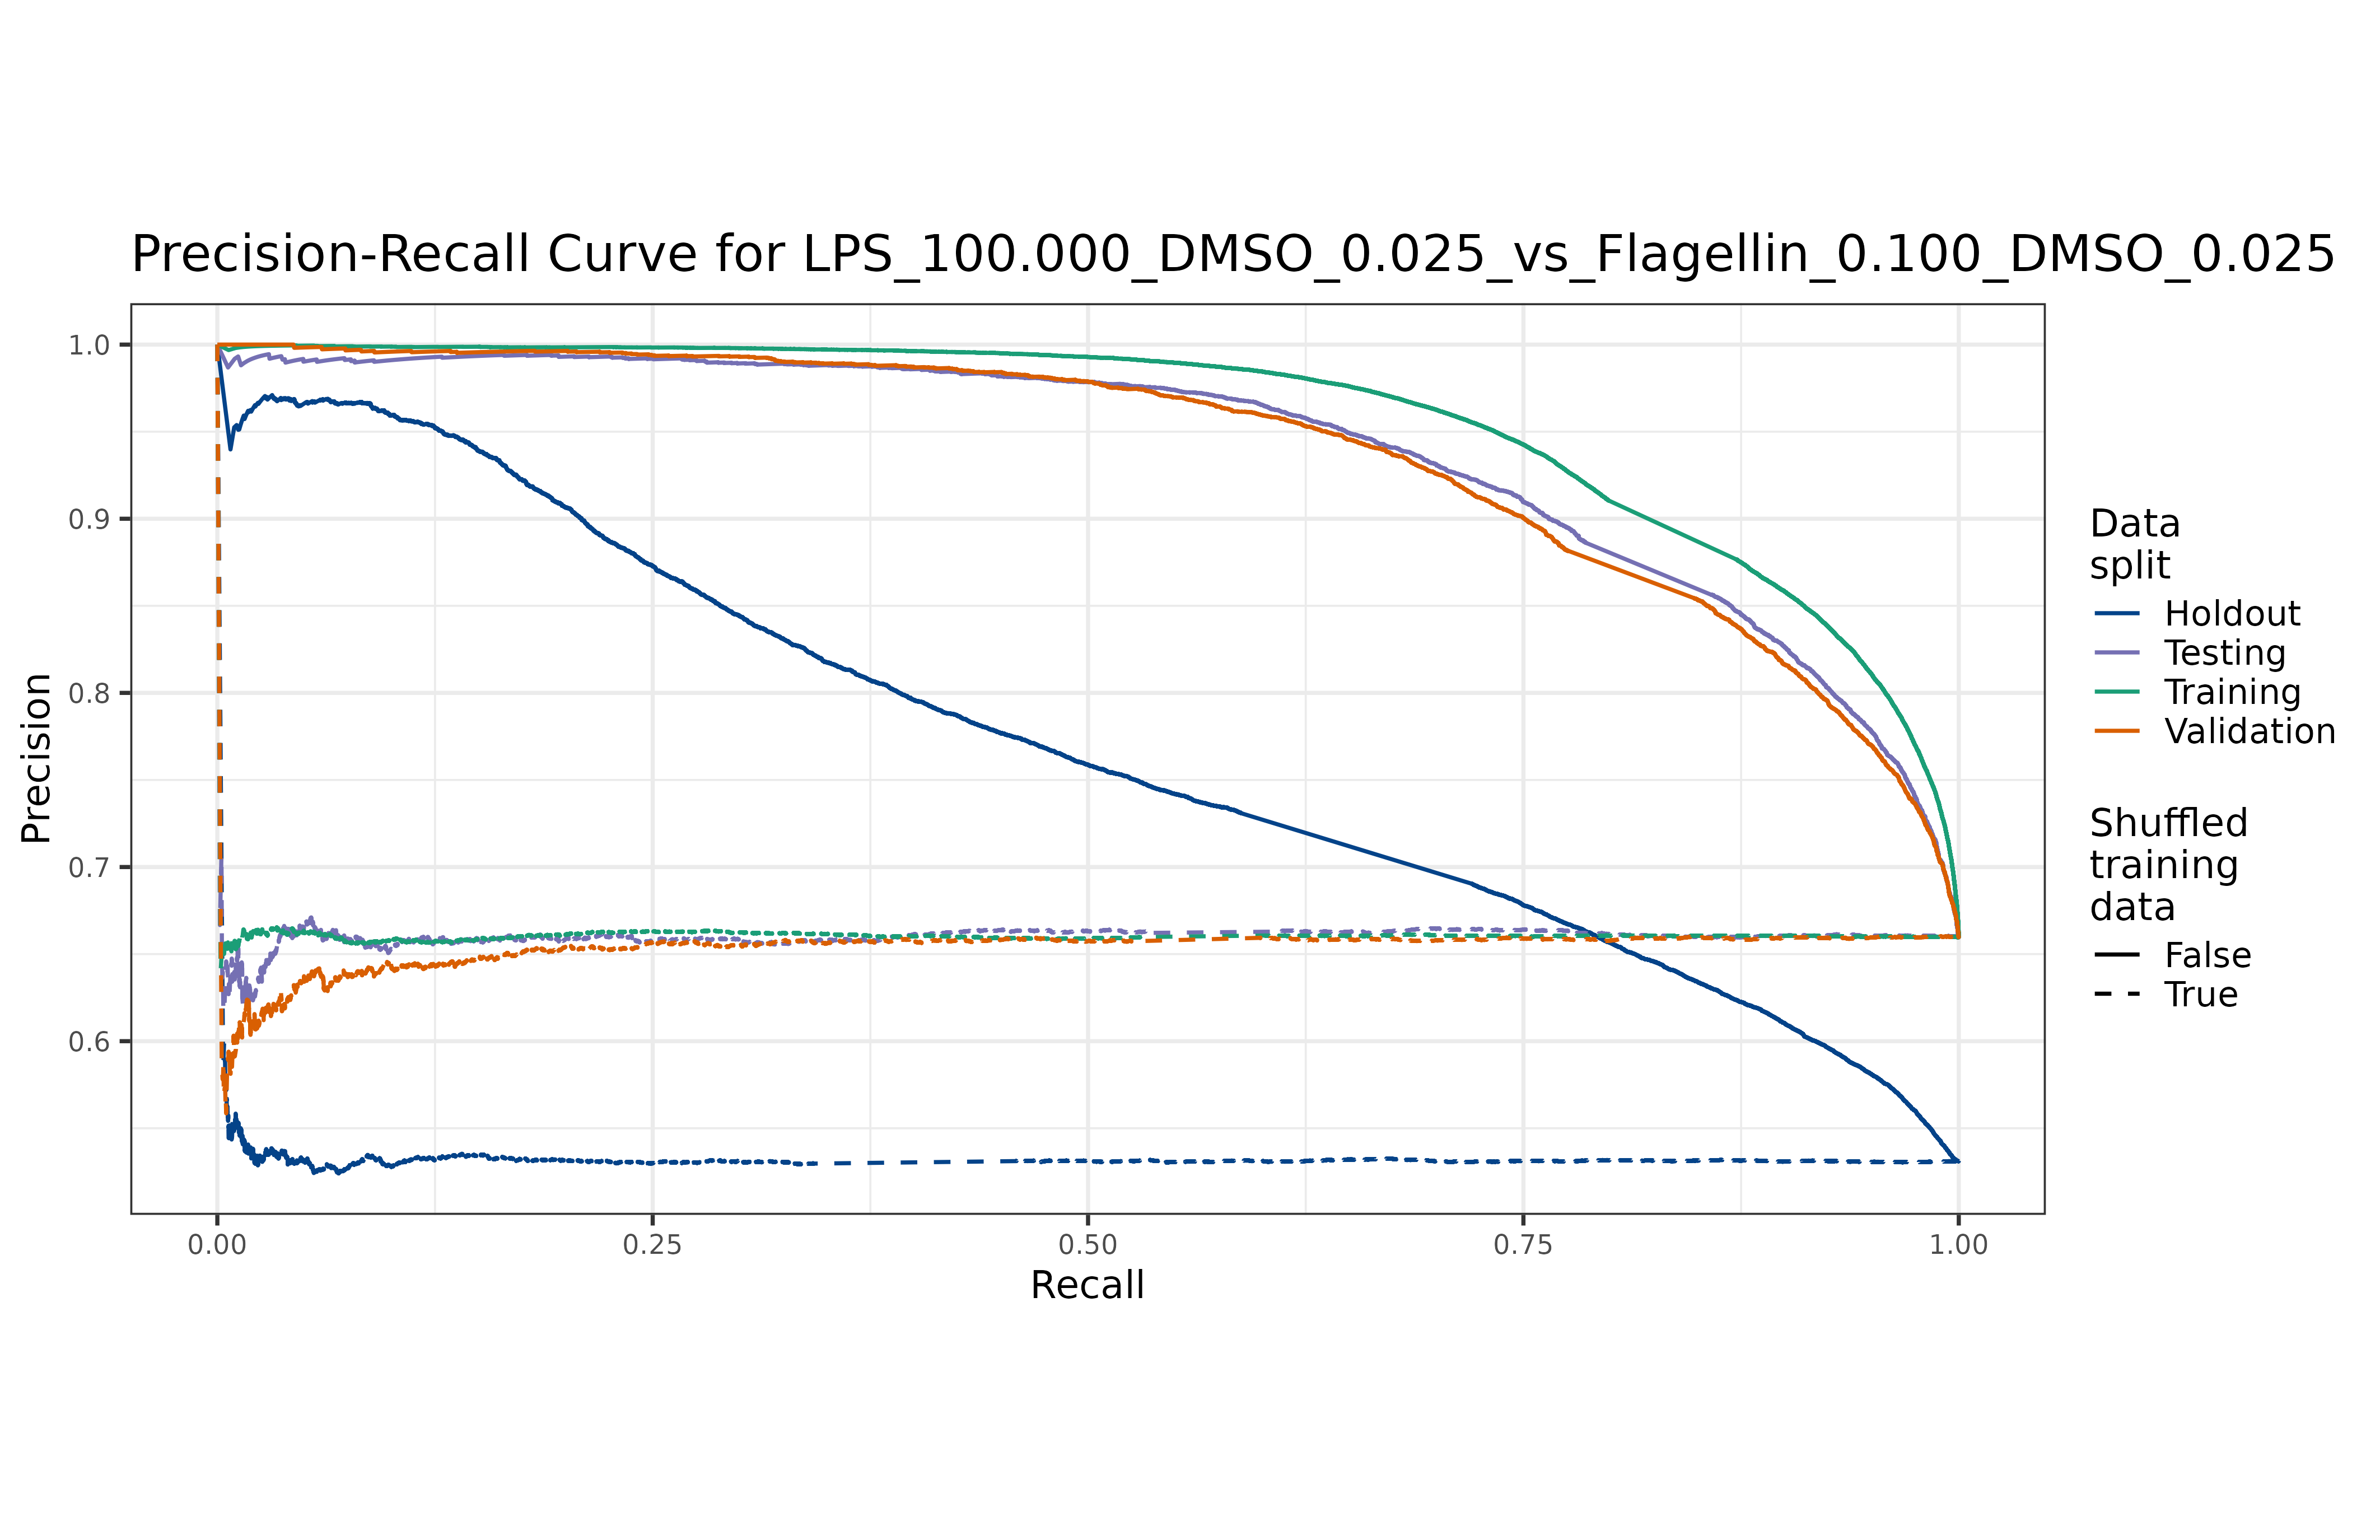 Precision-Recall Curve for LPS_100.000_DMSO_0.025_vs_Flagellin_0.100_DMSO_0.025
1.0
0.9
0.8
0.7
0.6
Precision
0.00
0.25
0.50
0.75
1.00
Recall
Data
split
Holdout
Testing
Training
Validation
Shuffled
training
data
False
True